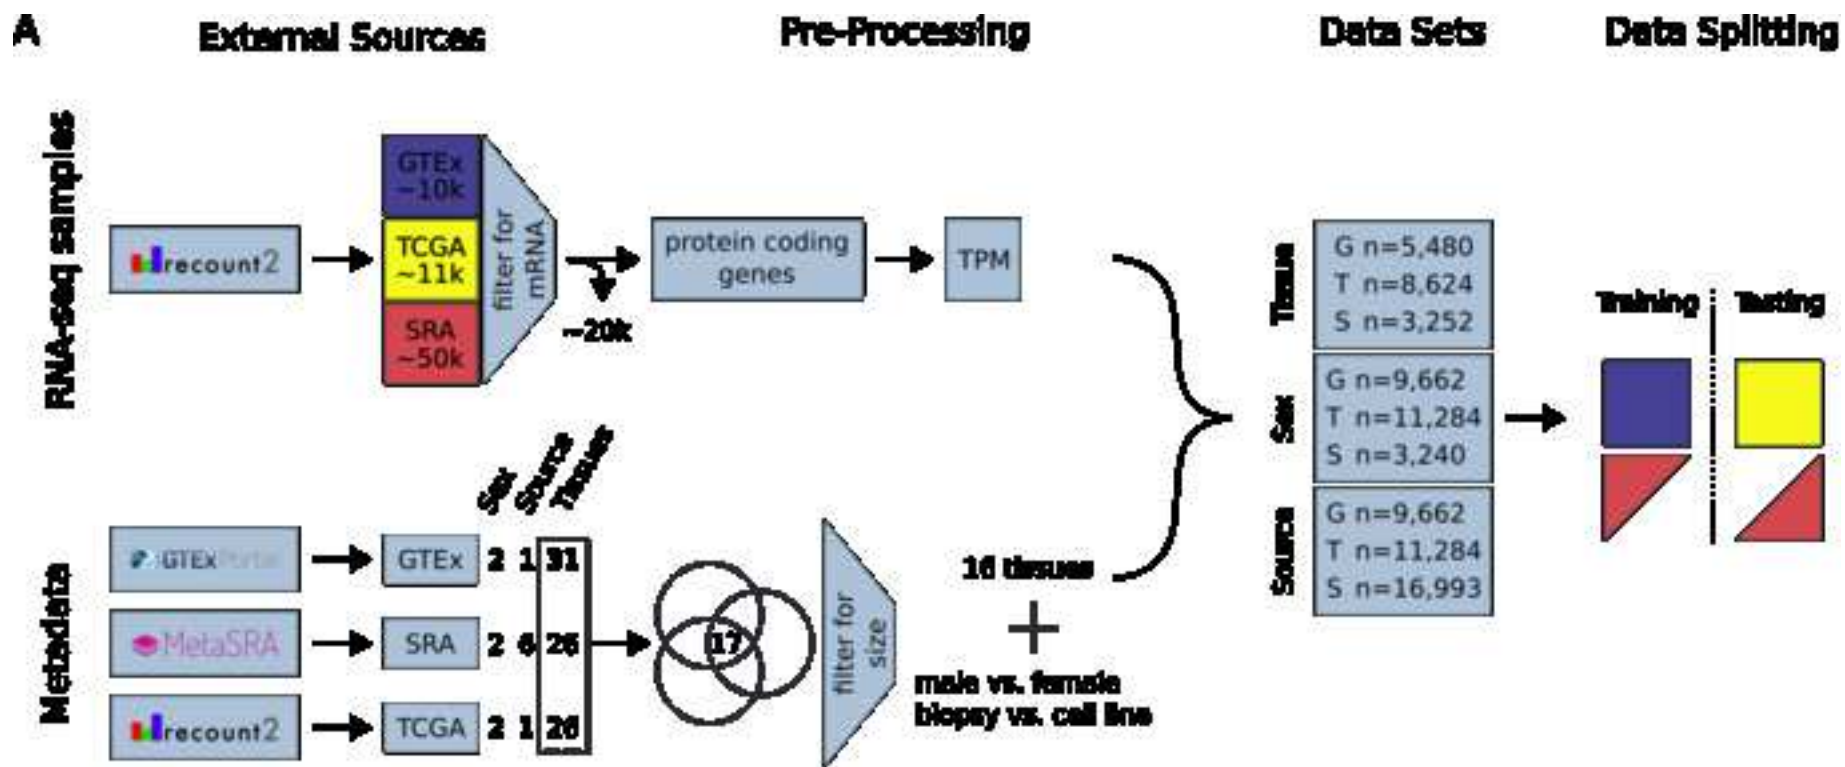 A
External Sources
Pre-Processing
Data Sets
Data Splitting
RNA-seq samples
recount2
GTEx
~10k
TCGA
~11k
SRA
~50k
filter for
mRNA
~20k
protein coding
genes
TPM
Tissue
G n=5,480
T n=8,624
S n=3,252
Sex
G n=9,662
T n=11,284
S n=3,240
Source
G n=9,662
T n=11,284
S n=16,993
Training
Testing
Metadata
Sex
Source
Tissues
GTExPortal
GTEx 2 1 31
MetaSRA
SRA 2 6 26
recount2
TCGA 2 1 26
17
filter for
size
16 tissues
+
male vs. female
biopsy vs. cell line